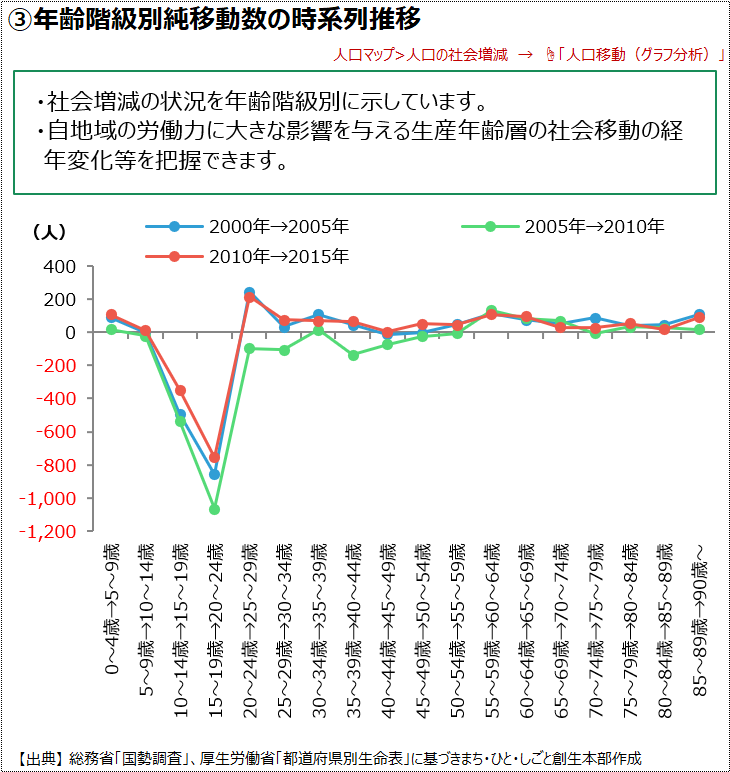 ③年齢階級別純移動数の時系列推移
人口マップ>人口の社会増減 → ☝「人口移動（グラフ分析）」
・社会増減の状況を年齢階級別に示しています。
・自地域の労働力に大きな影響を与える生産年齢層の社会移動の経
年変化等を把握できます。
（人）
2000年→2005年
2005年→2010年
2010年→2015年
400
200
0
-200
-400
-600
-800
-1,000
-1,200
0～4歳→5～9歳
5～9歳→10～14歳
10～14歳→15～19歳
15～19歳→20～24歳
20～24歳→25～29歳
25～29歳→30～34歳
30～34歳→35～39歳
35～39歳→40～44歳
40～44歳→45～49歳
45～49歳→50～54歳
50～54歳→55～59歳
55～59歳→60～64歳
60～64歳→65～69歳
65～69歳→70～74歳
70～74歳→75～79歳
75～79歳→80～84歳
80～84歳→85～89歳
85～89歳→90歳～
【出典】 総務省「国勢調査」、厚生労働省「都道府県別生命表」に基づきまち・ひと・しごと創生本部作成